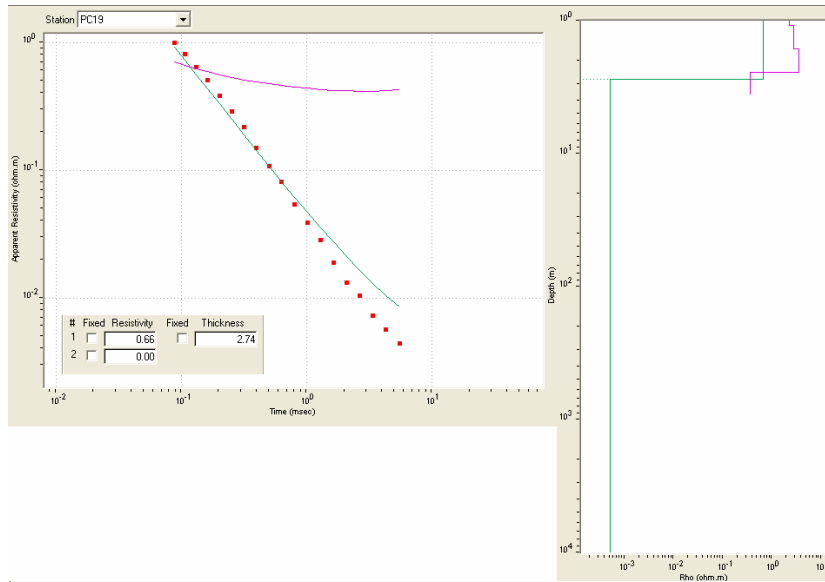 Station PC19
10^0
10^-1
10^-2
Apparent Resistivity (ohm.m)
# Fixed Resistivity Fixed Thickness
1 0.66 2.74
2 0.00
10^-2 10^-1 10^0 10^1
Time (msec)
10^0
10^1
10^2
10^3
10^4
Depth (m)
10^-3 10^-2 10^-1 10^0 10
Rho (ohm.m)